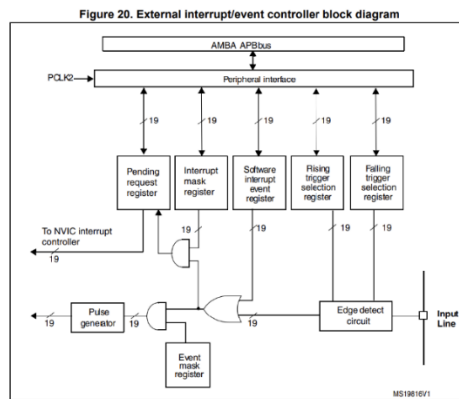 Figure 20. External interrupt/event controller block diagram
AMBA APB bus
PCLK2
Peripheral interface
19
19
19
19
19
Pending
request
register
Interrupt
mask
register
Software
interrupt
event
register
Rising
trigger
selection
register
Falling
trigger
selection
register
To NVIC interrupt
controller
19
19
19
19
19
19
Pulse
generator
19
19
Edge detect
circuit
Input
Line
Event
mask
register
MS19816V1